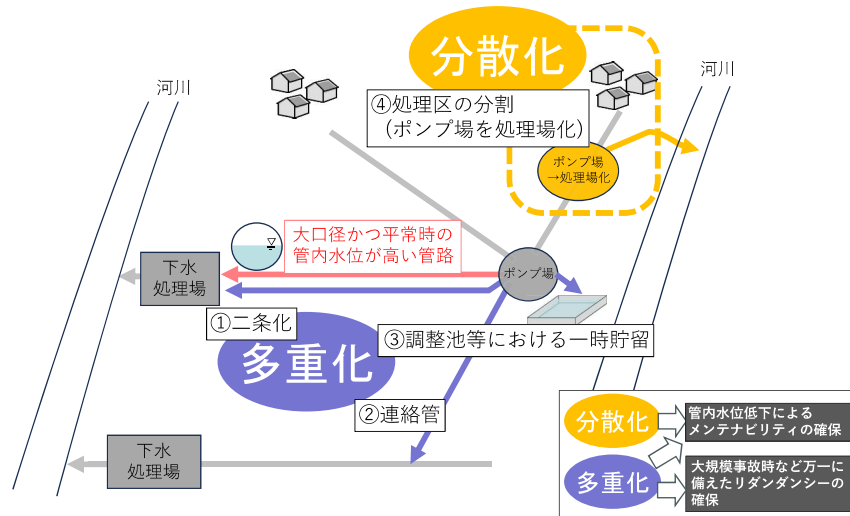 分散化
河川
河川
④処理区の分割
(ポンプ場を処理場化)
ポンプ場
→処理場化
大口径かつ平常時の
管内水位が高い管路
下水
処理場
ポンプ場
①二条化
③調整池等における一時貯留
多重化
②連絡管
下水
処理場
分散化
管内水位低下による
メンテナビリティの確保
多重化
大規模事故時など万一に
備えたリダンダンシーの
確保